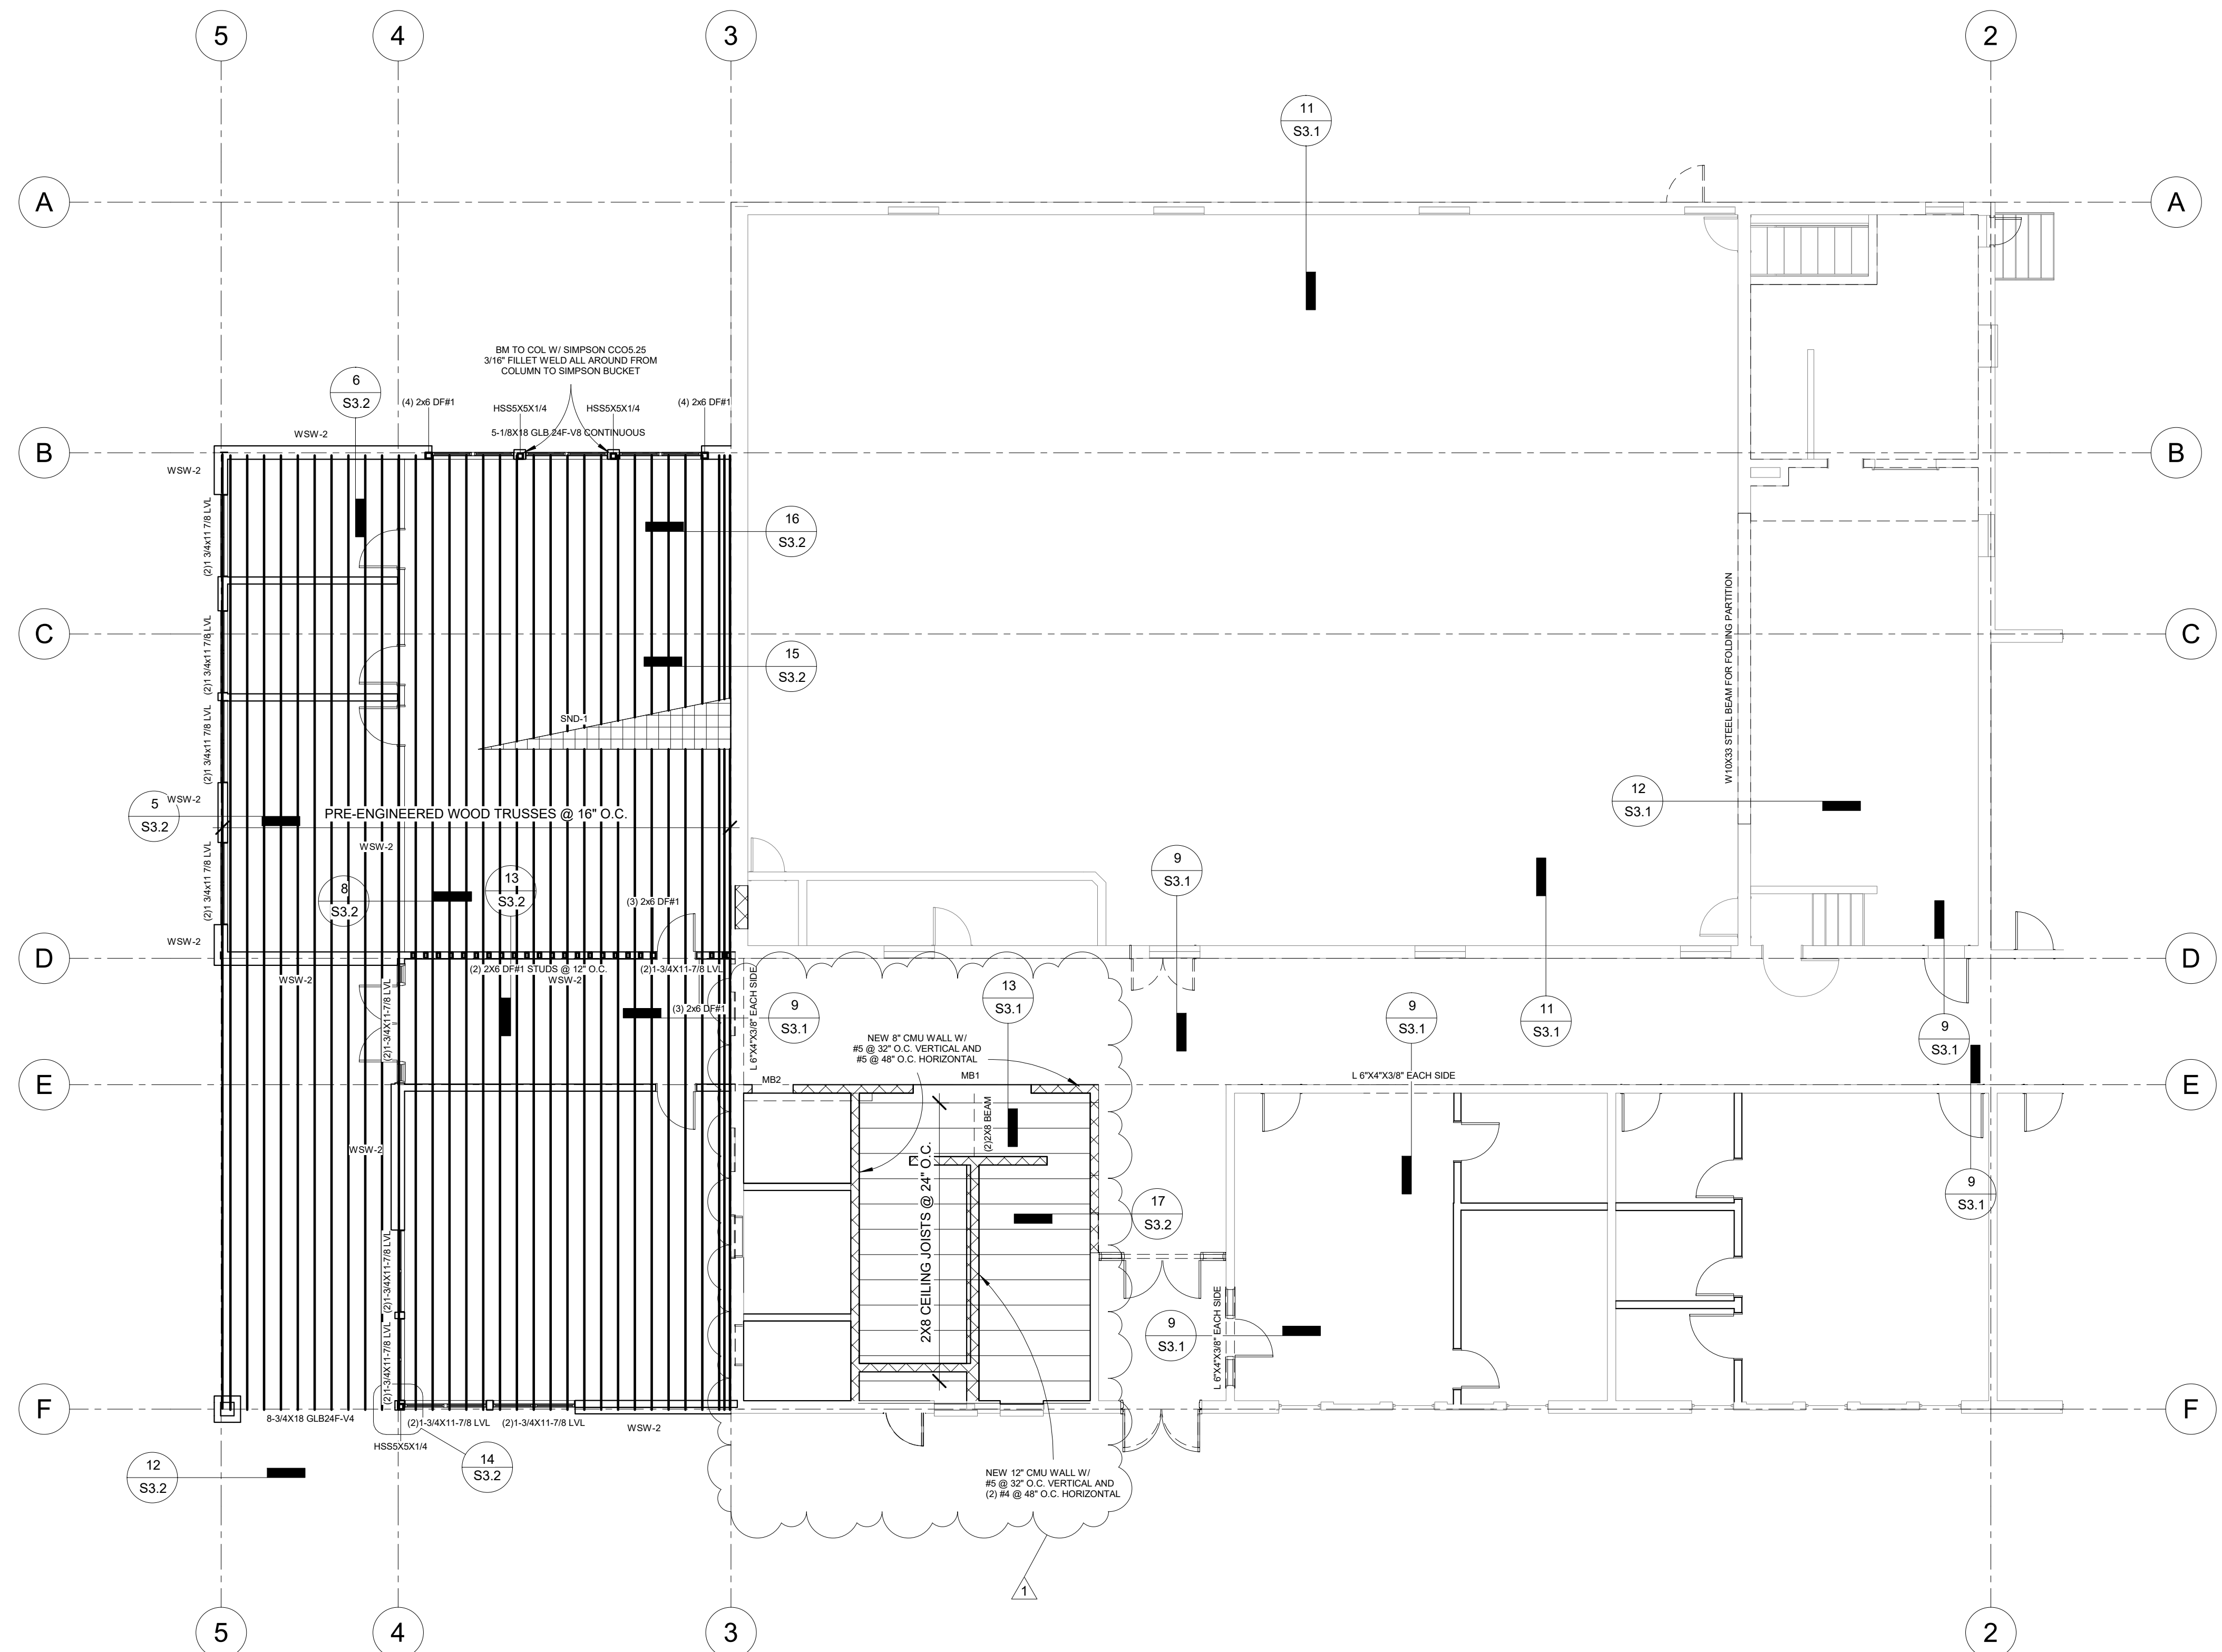 5
4
3
2
11
S3.1
A
A
BM TO COL W/ SIMPSON CCO5.25
3/16" FILLET WELD ALL AROUND FROM
COLUMN TO SIMPSON BUCKET
6
S3.2
(4) 2x6 DF#1
HSS5X5X1/4
HSS5X5X1/4
(4) 2x6 DF#1
WSW-2
5-1/8X18 GLB 24F-V8 CONTINUOUS
B
B
WSW-2
(2)1 3/4x11 7/8 LVL
16
S3.2
C
C
(2)1 3/4x11 7/8 LVL
15
S3.2
W10X33 STEEL BEAM FOR FOLDING PARTITION
SND-1
(2)1 3/4x11 7/8 LVL
5
S3.2
WSW-2
PRE-ENGINEERED WOOD TRUSSES @ 16" O.C.
12
S3.1
WSW-2
(2)1 3/4x11 7/8 LVL
8
S3.2
13
S3.2
(3) 2x6 DF#1
9
S3.1
WSW-2
D
D
(2) 2X6 DF#1 STUDS @ 12" O.C.
(2)1-3/4X11-7/8 LVL
WSW-2
WSW-2
(2)1-3/4X11-7/8 LVL
(3) 2x6 DF#1
9
S3.1
L 6"X4"X3/8" EACH SIDE
13
S3.1
9
S3.1
11
S3.1
9
S3.1
NEW 8" CMU WALL W/
#5 @ 32" O.C. VERTICAL AND
#5 @ 48" O.C. HORIZONTAL
E
MB2
MB1
L 6"X4"X3/8" EACH SIDE
E
(2)2X8 BEAM
WSW-2
2X8 CEILING JOISTS @ 24" O.C.
17
S3.2
9
S3.1
(2)1-3/4X11-7/8 LVL
9
S3.1
L 6"X4"X3/8" EACH SIDE
(2)1-3/4X11-7/8 LVL
F
F
8-3/4X18 GLB24F-V4
(2)1-3/4X11-7/8 LVL
(2)1-3/4X11-7/8 LVL
WSW-2
HSS5X5X1/4
12
S3.2
14
S3.2
NEW 12" CMU WALL W/
#5 @ 32" O.C. VERTICAL AND
(2) #4 @ 48" O.C. HORIZONTAL
1
5
4
3
2